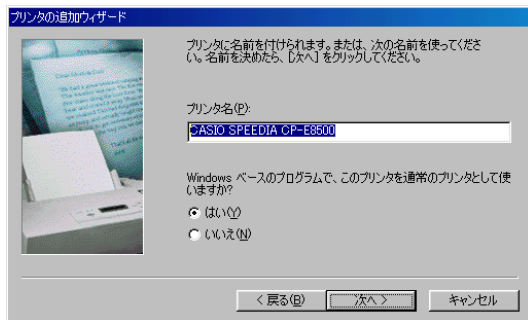 プリンタの追加ウィザード
プリンタに名前を付けられます。または、次の名前を使ってくださ
い。名前を決めたら、[次へ] をクリックしてください。
プリンタ名(P):
CASIO SPEEDIA CP-E8500
Windows ベースのプログラムで、このプリンタを通常のプリンタとして使
いますか?
はい(Y)
いいえ(N)
< 戻る(B)
次へ >
キャンセル